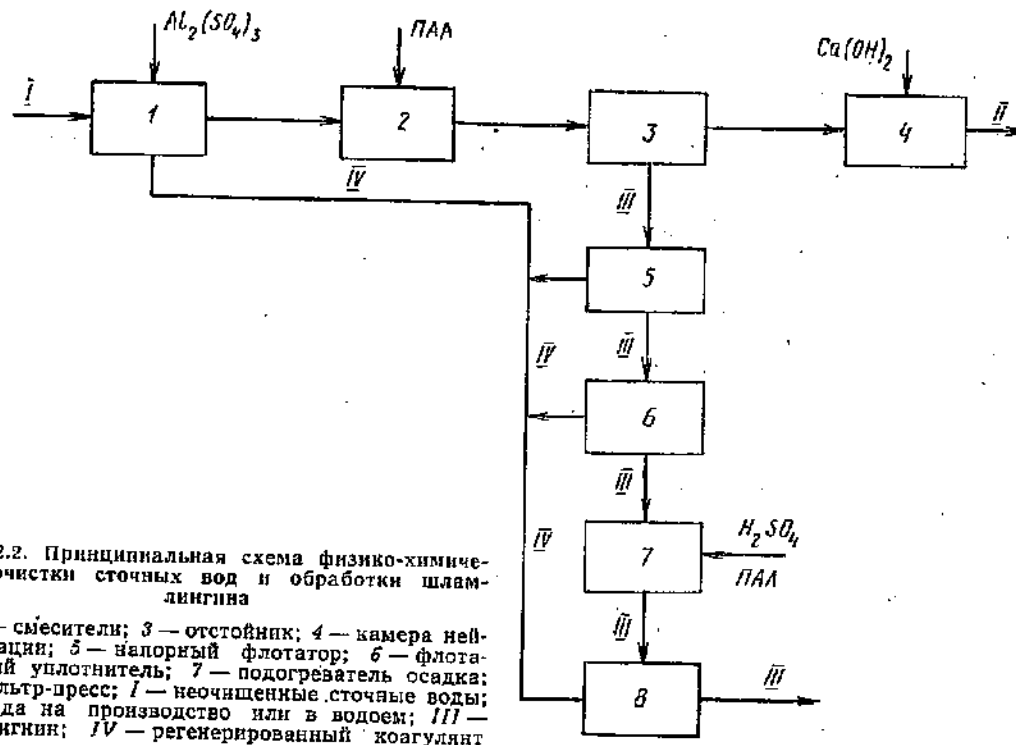 Al₂(SO₄)₃
ПАА
Ca(OH)₂
I
1
2
3
4
II
IV
III
5
III
IV
6
III
IV
7
H₂SO₄
ПАА
III
8
III
2.2. Принципиальная схема физико-химиче-
очистки сточных вод и обработки шлам-
лингина
— смесители; 3 — отстойник; 4 — камера ней-
ации; 5 — напорный флотатор; 6 — флота-
ий уплотнитель; 7 — подогреватель осадка;
льтр-пресс; I — неочищенные сточные воды;
да на производство или в водоем; III —
игнин; IV — регенерированный коагулянт